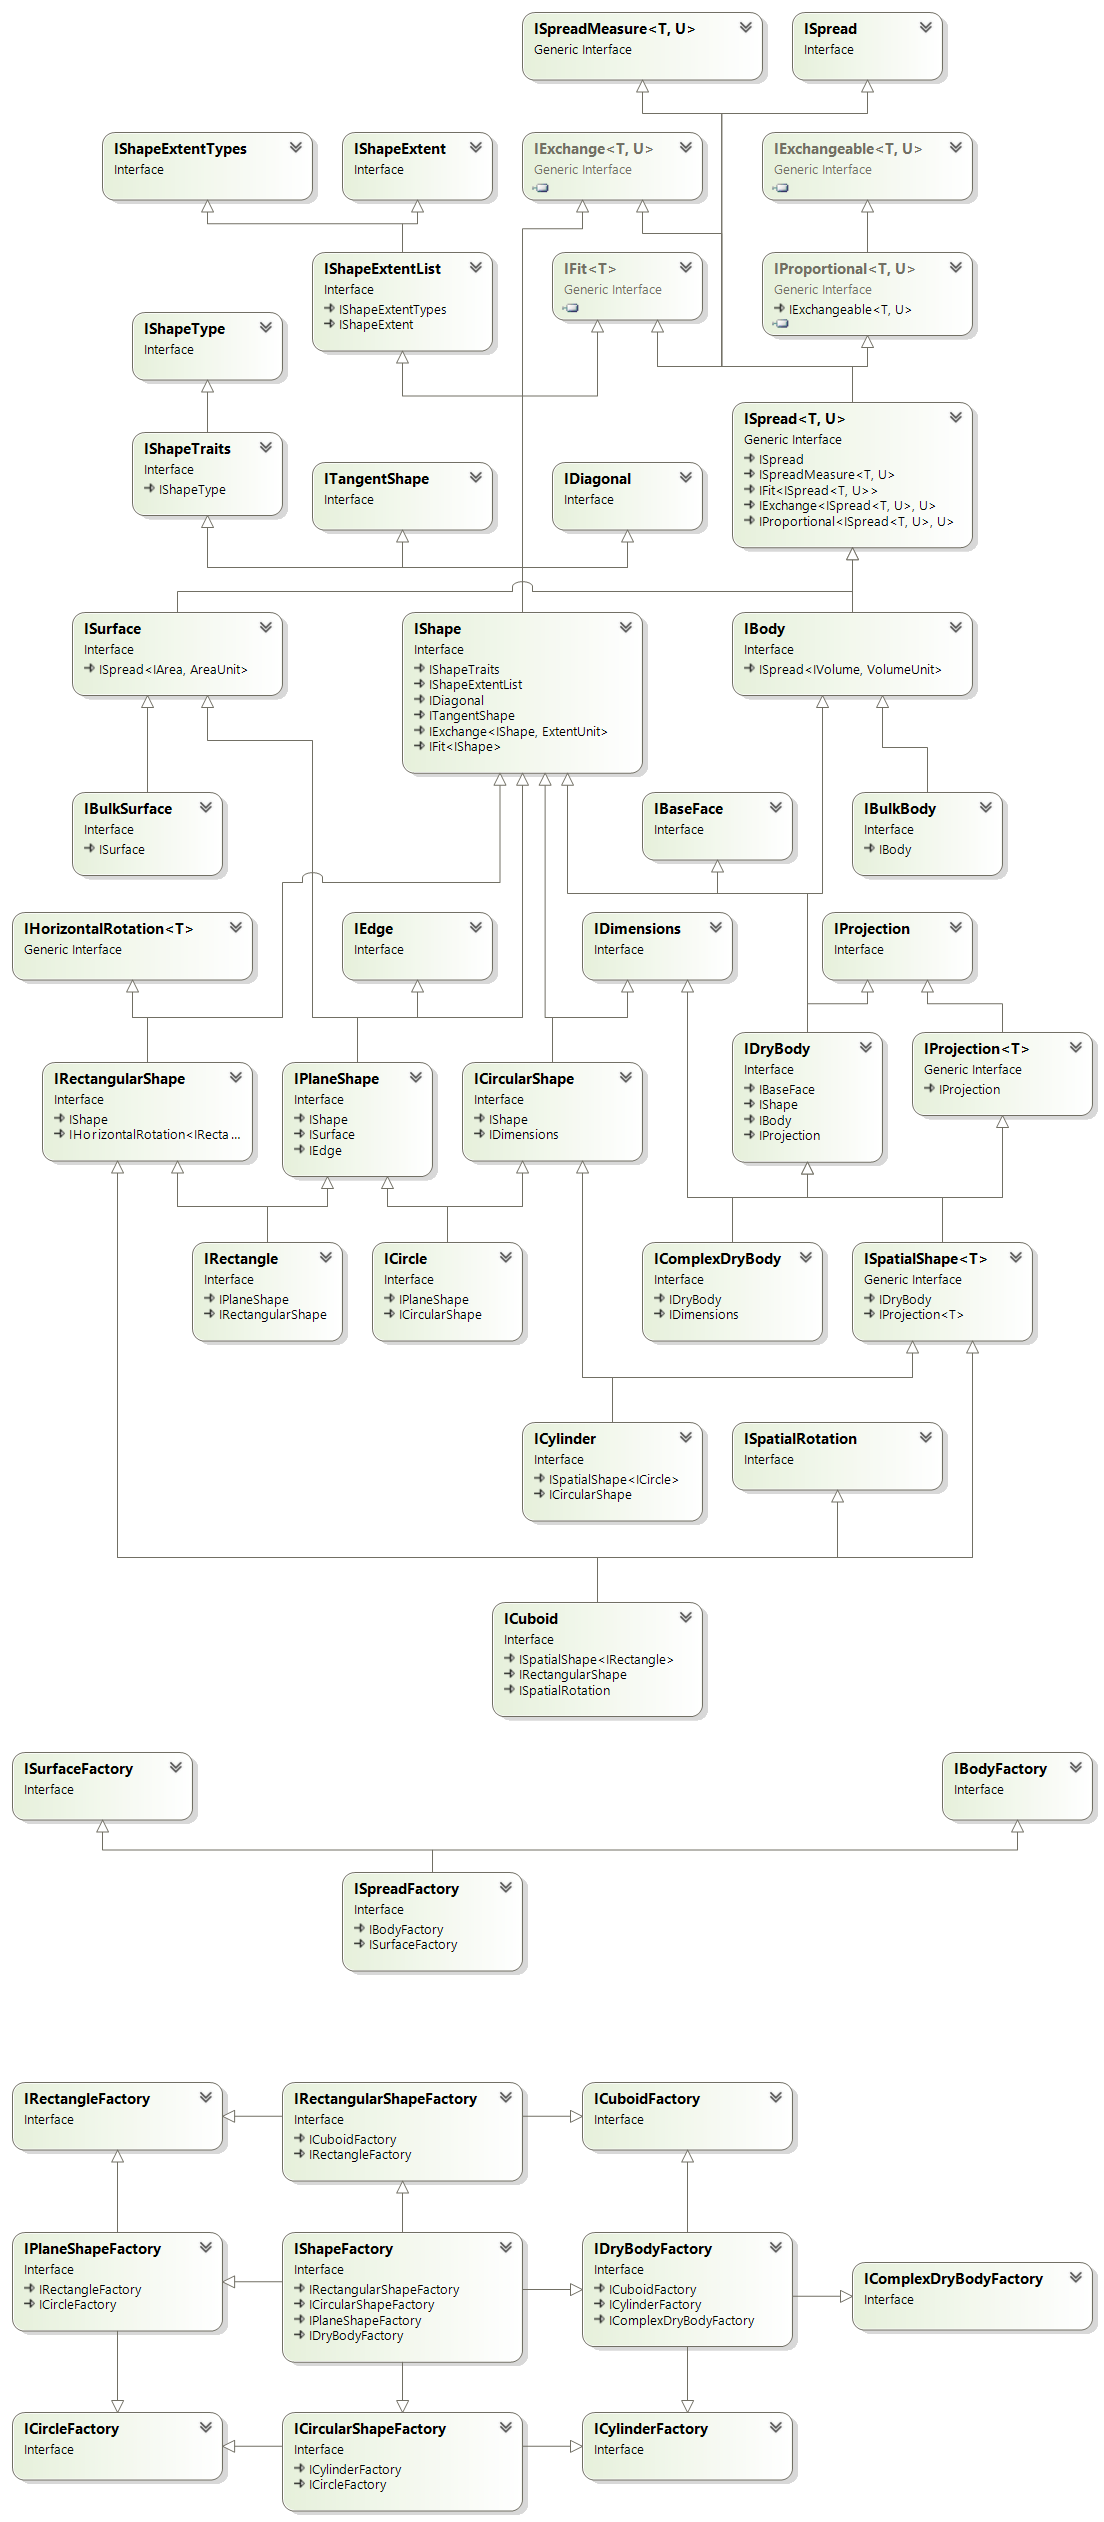 ISpreadMeasure<T, U>
Generic Interface
ISpread
Interface
IShapeExtentTypes
Interface
IShapeExtent
Interface
IExchange<T, U>
Generic Interface
IExchangeable<T, U>
Generic Interface
IShapeExtentList
Interface
IShapeExtentTypes
IShapeExtent
IFit<T>
Generic Interface
IProportional<T, U>
Generic Interface
IExchangeable<T, U>
IShapeType
Interface
ISpread<T, U>
Generic Interface
ISpread
ISpreadMeasure<T, U>
IFit<ISpread<T, U>>
IExchange<ISpread<T, U>, U>
IProportional<ISpread<T, U>, U>
IShapeTraits
Interface
IShapeType
ITangentShape
Interface
IDiagonal
Interface
ISurface
Interface
ISpread<IArea, AreaUnit>
IShape
Interface
IShapeTraits
IShapeExtentList
IDiagonal
ITangentShape
IExchange<IShape, ExtentUnit>
IFit<IShape>
IBody
Interface
ISpread<IVolume, VolumeUnit>
IBulkSurface
Interface
ISurface
IBaseFace
Interface
IBulkBody
Interface
IBody
IHorizontalRotation<T>
Generic Interface
IEdge
Interface
IDimensions
Interface
IProjection
Interface
IDryBody
Interface
IBaseFace
IShape
IBody
IProjection
IProjection<T>
Generic Interface
IProjection
IRectangularShape
Interface
IShape
IHorizontalRotation<IRecta...
IPlaneShape
Interface
IShape
ISurface
IEdge
ICircularShape
Interface
IShape
IDimensions
IRectangle
Interface
IPlaneShape
IRectangularShape
ICircle
Interface
IPlaneShape
ICircularShape
IComplexDryBody
Interface
IDryBody
IDimensions
ISpatialShape<T>
Generic Interface
IDryBody
IProjection<T>
ICylinder
Interface
ISpatialShape<ICircle>
ICircularShape
ISpatialRotation
Interface
ICuboid
Interface
ISpatialShape<IRectangle>
IRectangularShape
ISpatialRotation
ISurfaceFactory
Interface
IBodyFactory
Interface
ISpreadFactory
Interface
IBodyFactory
ISurfaceFactory
IRectangleFactory
Interface
IRectangularShapeFactory
Interface
ICuboidFactory
IRectangleFactory
ICuboidFactory
Interface
IPlaneShapeFactory
Interface
IRectangleFactory
ICircleFactory
IShapeFactory
Interface
IRectangularShapeFactory
ICircularShapeFactory
IPlaneShapeFactory
IDryBodyFactory
IDryBodyFactory
Interface
ICuboidFactory
ICylinderFactory
IComplexDryBodyFactory
IComplexDryBodyFactory
Interface
ICircleFactory
Interface
ICircularShapeFactory
Interface
ICylinderFactory
ICircleFactory
ICylinderFactory
Interface